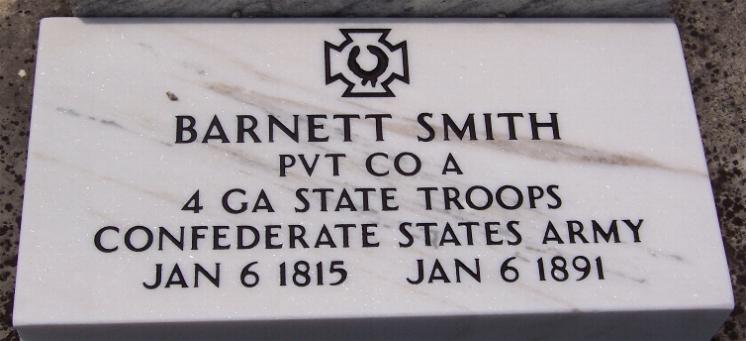 BARNETT SMITH
PVT CO A
4 GA STATE TROOPS
CONFEDERATE STATES ARMY
JAN 6 1815 JAN 6 1891